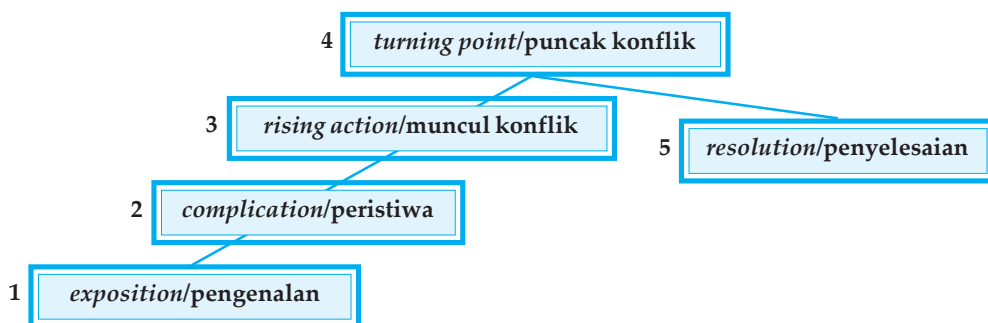 4 turning point/puncak konflik
3 rising action/muncul konflik
5 resolution/penyelesaian
2 complication/peristiwa
1 exposition/pengenalan